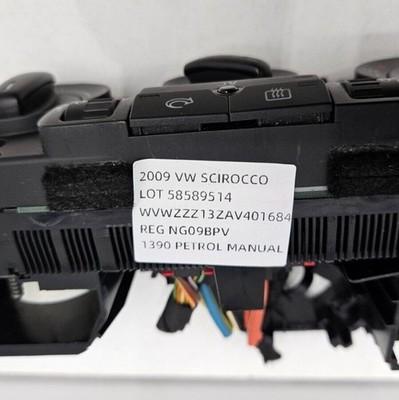 2009 VW SCIROCCO
LOT 58589514
WVWZZZ13ZAV401684
REG NG09BPV
1390 PETROL MANUAL